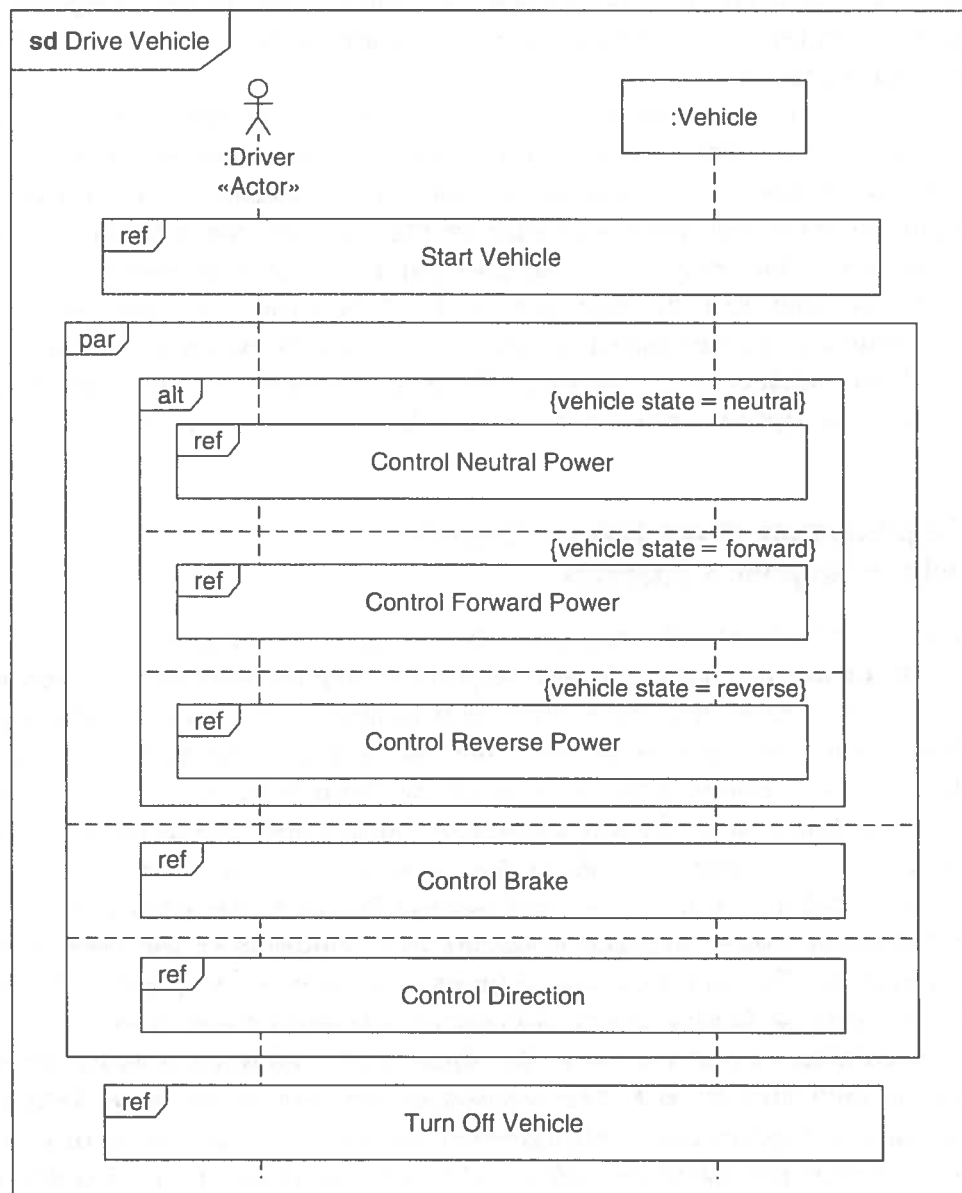 sd Drive Vehicle
:Driver
«Actor»
:Vehicle
ref
Start Vehicle
par
alt
{vehicle state = neutral}
ref
Control Neutral Power
{vehicle state = forward}
ref
Control Forward Power
{vehicle state = reverse}
ref
Control Reverse Power
ref
Control Brake
ref
Control Direction
ref
Turn Off Vehicle